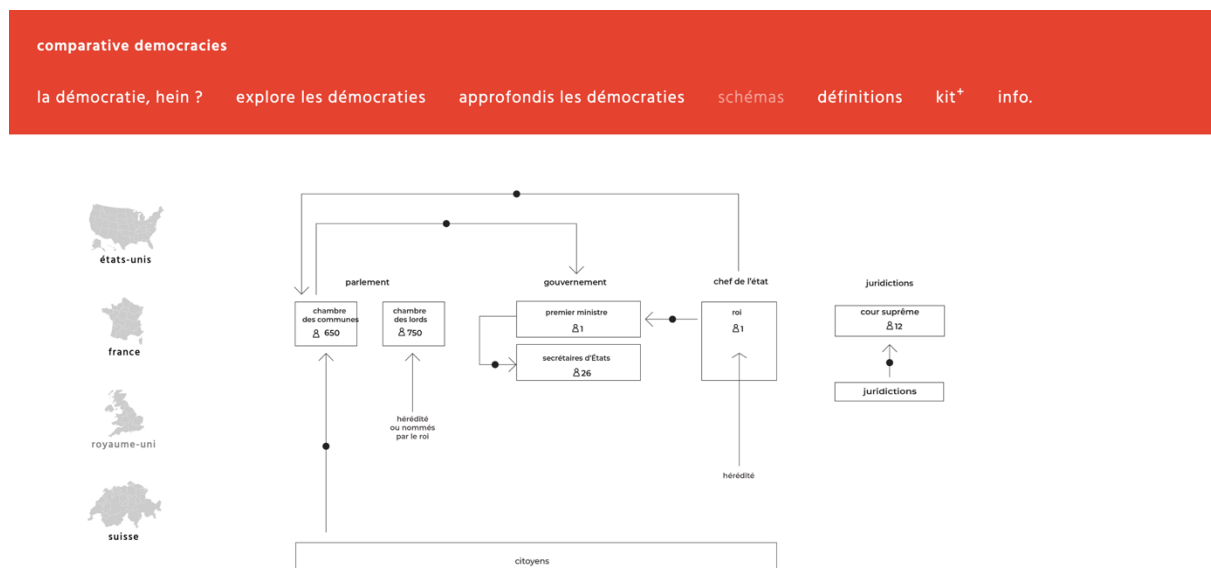 comparative democracies
la démocratie, hein ? explore les démocraties approfondis les démocraties schémas définitions kit+ info.
états-unis
france
royaume-uni
suisse
parlement
gouvernement
chef de l'état
juridictions
chambre
des communes
650
chambre
des lords
750
premier ministre
1
secrétaires d'États
26
roi
1
cour suprême
12
juridictions
hérédité
ou nommés
par le roi
hérédité
citoyens